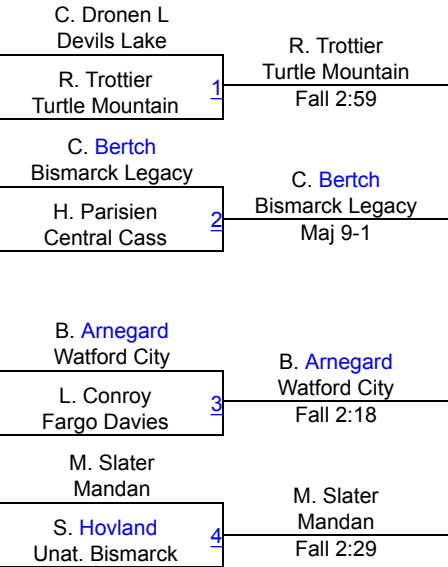 C. Dronen L
Devils Lake
R. Trottier
Turtle Mountain
1
R. Trottier
Turtle Mountain
Fall 2:59
C. Bertch
Bismarck Legacy
H. Parisien
Central Cass
2
C. Bertch
Bismarck Legacy
Maj 9-1
B. Arnegard
Watford City
L. Conroy
Fargo Davies
3
B. Arnegard
Watford City
Fall 2:18
M. Slater
Mandan
S. Hovland
Unat. Bismarck
4
M. Slater
Mandan
Fall 2:29